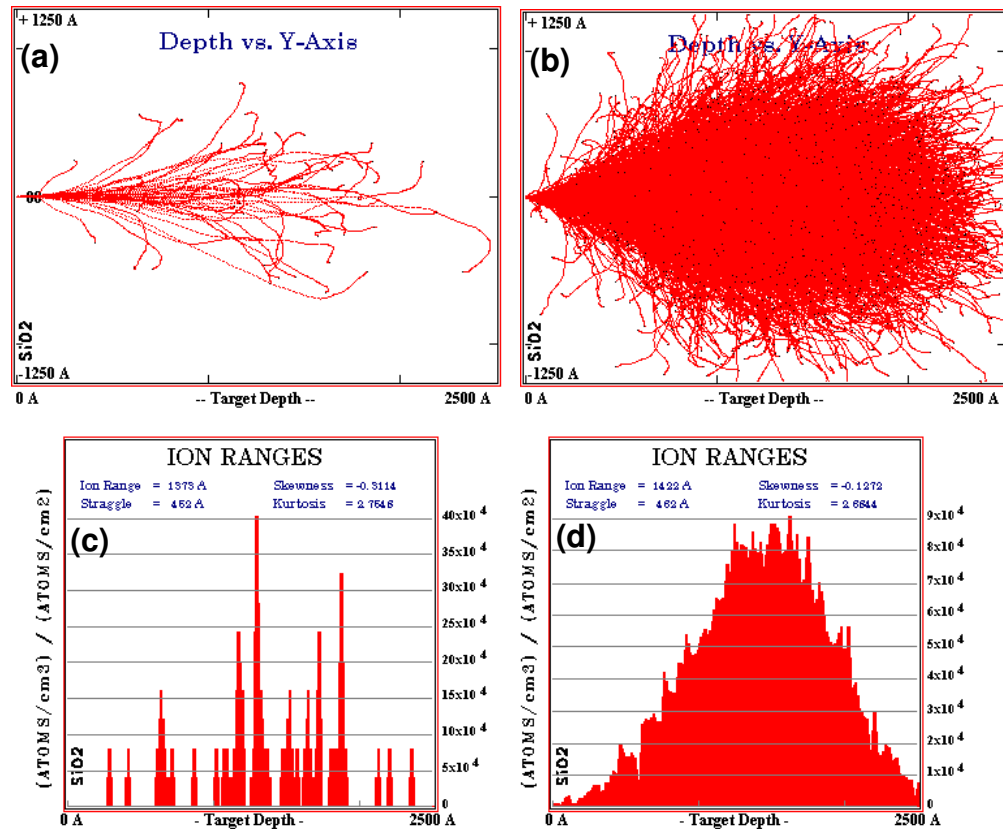 + 1250 A
(a)
Depth vs. Y-Axis
SiO2
-1250 A
0 A
-- Target Depth --
2500 A
+ 1250 A
(b)
Depth vs. Y-Axis
SiO2
-1250 A
0 A
-- Target Depth --
2500 A
ION RANGES
Ion Range = 1373 A Skewness = -0.3114
Straggle = 452 A Kurtosis = 2.7546
(c)
(ATOMS/cm3) / (ATOMS/cm2)
40x10 4
35x10 4
30x10 4
25x10 4
20x10 4
15x10 4
10x10 4
5x10 4
0
SiO2
0 A
- Target Depth -
2500 A
ION RANGES
Ion Range = 1422 A Skewness = -0.1272
Straggle = 462 A Kurtosis = 2.6644
(d)
(ATOMS/cm3) / (ATOMS/cm2)
9x10 4
8x10 4
7x10 4
6x10 4
5x10 4
4x10 4
3x10 4
2x10 4
1x10 4
0
SiO2
0 A
- Target Depth -
2500 A